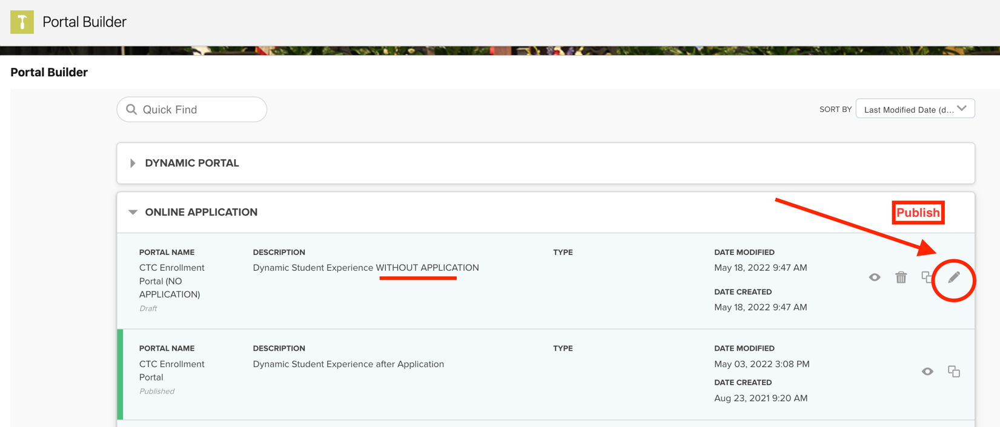 Portal Builder
Portal Builder
Quick Find
SORT BY
Last Modified Date (d...
DYNAMIC PORTAL
ONLINE APPLICATION
Publish
PORTAL NAME
DESCRIPTION
TYPE
DATE MODIFIED
CTC Enrollment
Portal (NO
APPLICATION)
Draft
Dynamic Student Experience WITHOUT APPLICATION
May 18, 2022 9:47 AM
DATE CREATED
May 18, 2022 9:47 AM
PORTAL NAME
DESCRIPTION
TYPE
DATE MODIFIED
CTC Enrollment
Portal
Published
Dynamic Student Experience after Application
May 03, 2022 3:08 PM
DATE CREATED
Aug 23, 2021 9:20 AM